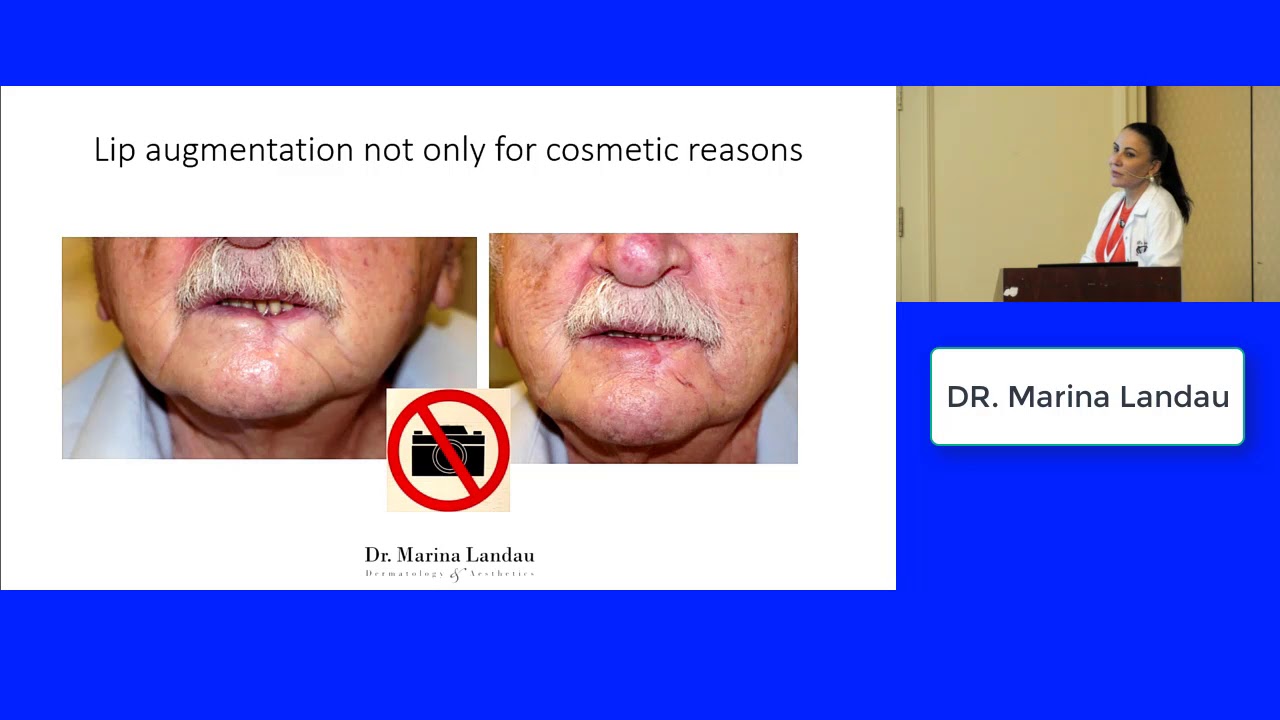 Lip augmentation not only for cosmetic reasons
Dr. Marina Landau
Dermatology & Aesthetics
DR. Marina Landau